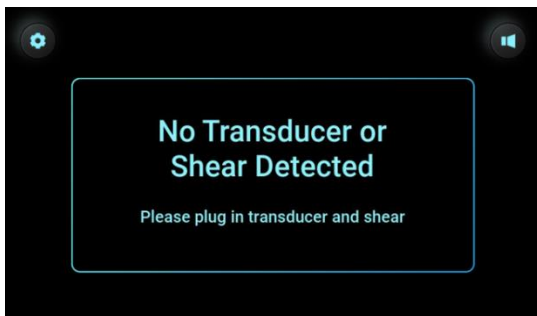 No Transducer or
Shear Detected
Please plug in transducer and shear